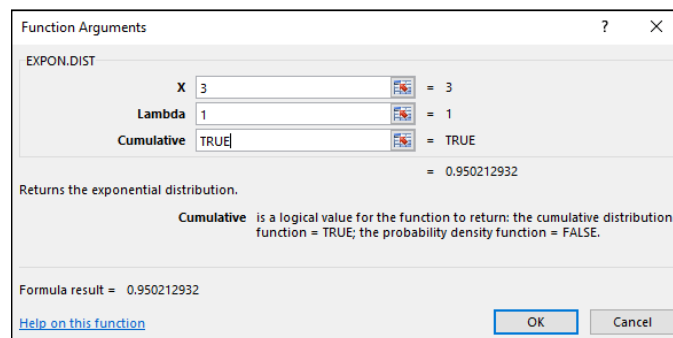 Function Arguments ? X
EXPON.DIST
X 3 = 3
Lambda 1 = 1
Cumulative TRUE = TRUE
= 0.950212932
Returns the exponential distribution.
Cumulative is a logical value for the function to return: the cumulative distribution
function = TRUE; the probability density function = FALSE.
Formula result = 0.950212932
Help on this function OK Cancel